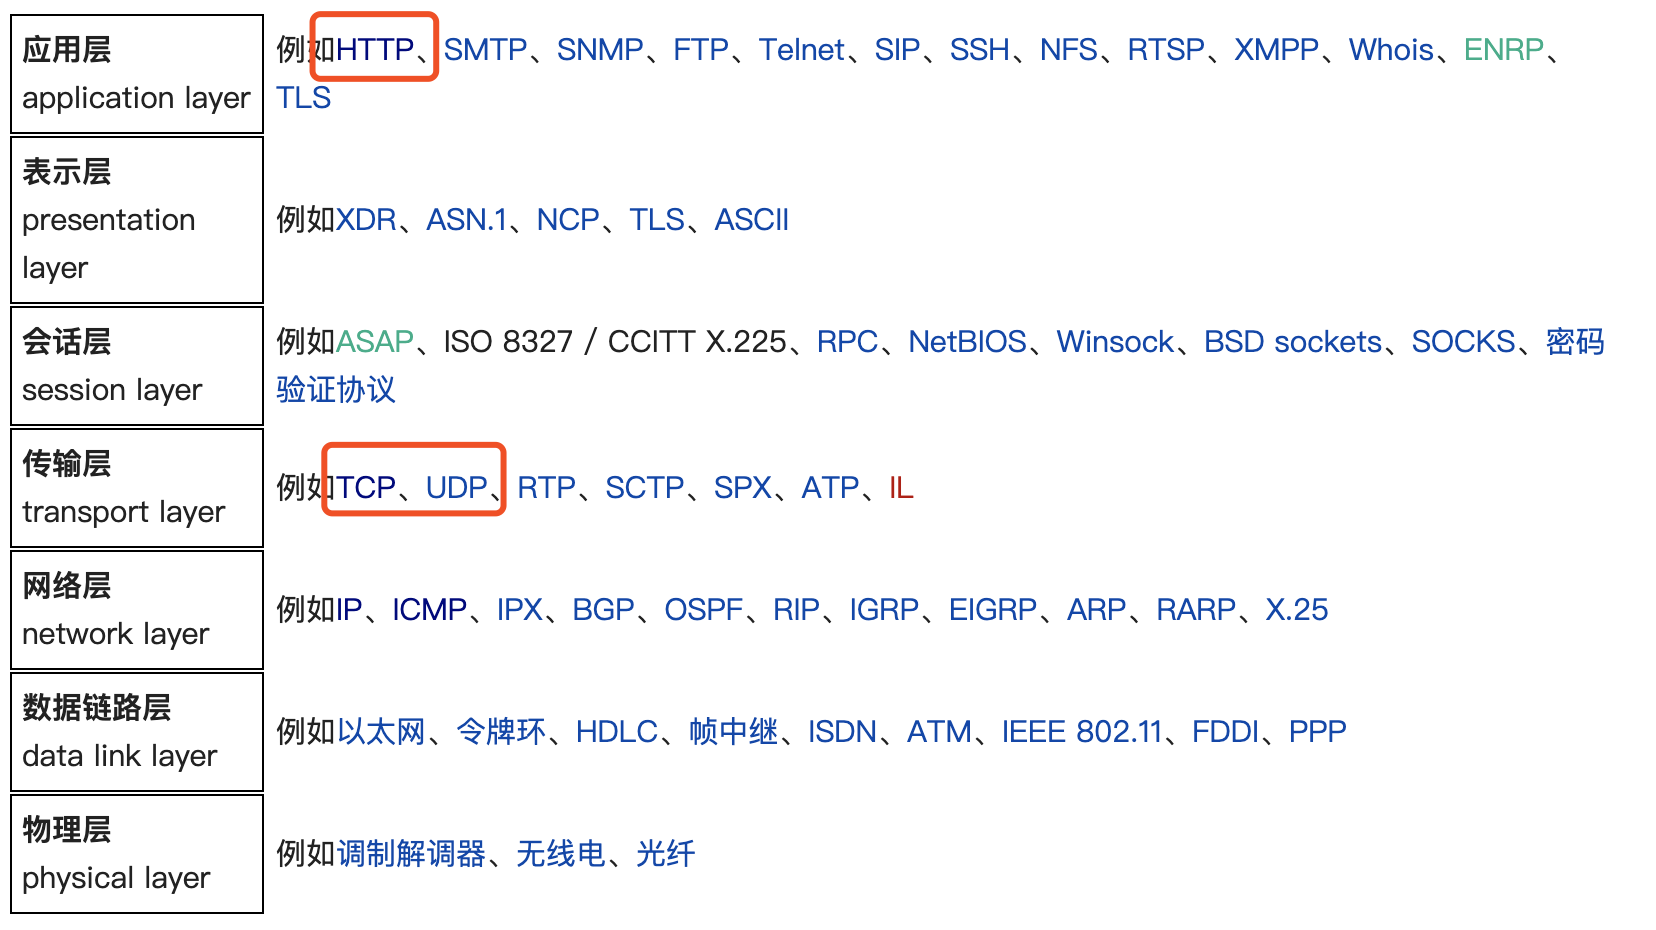 应用层
application layer
例如HTTP、SMTP、SNMP、FTP、Telnet、SIP、SSH、NFS、RTSP、XMPP、Whois、ENRP、
TLS
表示层
presentation
layer
例如XDR、ASN.1、NCP、TLS、ASCII
会话层
session layer
例如ASAP、ISO 8327 / CCITT X.225、RPC、NetBIOS、Winsock、BSD sockets、SOCKS、密码
验证协议
传输层
transport layer
例如TCP、UDP、RTP、SCTP、SPX、ATP、IL
网络层
network layer
例如IP、ICMP、IPX、BGP、OSPF、RIP、IGRP、EIGRP、ARP、RARP、X.25
数据链路层
data link layer
例如以太网、令牌环、HDLC、帧中继、ISDN、ATM、IEEE 802.11、FDDI、PPP
物理层
physical layer
例如调制解调器、无线电、光纤